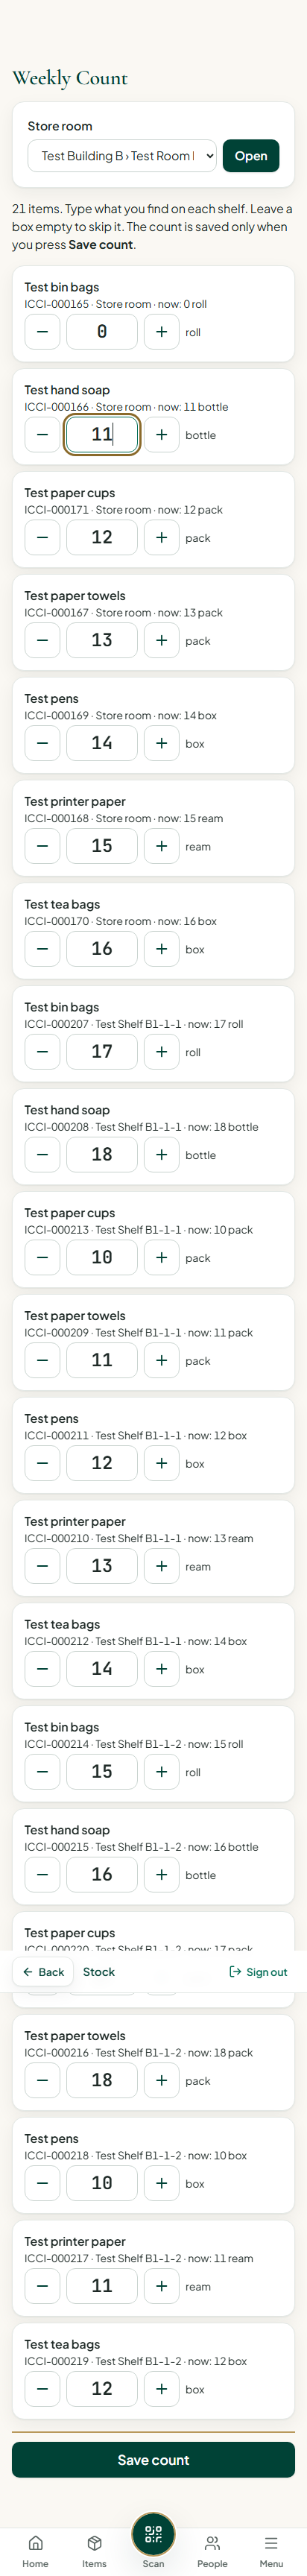 Weekly Count
Store room
Test Building B › Test Room
Open
21 items. Type what you find on each shelf. Leave a
box empty to skip it. The count is saved only when
you press Save count.
Test bin bags
ICCI-000165 · Store room · now: 0 roll
− 0 + roll
Test hand soap
ICCI-000166 · Store room · now: 11 bottle
− 11 + bottle
Test paper cups
ICCI-000171 · Store room · now: 12 pack
− 12 + pack
Test paper towels
ICCI-000167 · Store room · now: 13 pack
− 13 + pack
Test pens
ICCI-000169 · Store room · now: 14 box
− 14 + box
Test printer paper
ICCI-000168 · Store room · now: 15 ream
− 15 + ream
Test tea bags
ICCI-000170 · Store room · now: 16 box
− 16 + box
Test bin bags
ICCI-000207 · Test Shelf B1-1-1 · now: 17 roll
− 17 + roll
Test hand soap
ICCI-000208 · Test Shelf B1-1-1 · now: 18 bottle
− 18 + bottle
Test paper cups
ICCI-000213 · Test Shelf B1-1-1 · now: 10 pack
− 10 + pack
Test paper towels
ICCI-000209 · Test Shelf B1-1-1 · now: 11 pack
− 11 + pack
Test pens
ICCI-000211 · Test Shelf B1-1-1 · now: 12 box
− 12 + box
Test printer paper
ICCI-000210 · Test Shelf B1-1-1 · now: 13 ream
− 13 + ream
Test tea bags
ICCI-000212 · Test Shelf B1-1-1 · now: 14 box
− 14 + box
Test bin bags
ICCI-000214 · Test Shelf B1-1-2 · now: 15 roll
− 15 + roll
Test hand soap
ICCI-000215 · Test Shelf B1-1-2 · now: 16 bottle
− 16 + bottle
Test paper cups
ICCI-000220 · Test Shelf B1-1-2 · now: 17 pack
Back Stock Sign out
Test paper towels
ICCI-000216 · Test Shelf B1-1-2 · now: 18 pack
− 18 + pack
Test pens
ICCI-000218 · Test Shelf B1-1-2 · now: 10 box
− 10 + box
Test printer paper
ICCI-000217 · Test Shelf B1-1-2 · now: 11 ream
− 11 + ream
Test tea bags
ICCI-000219 · Test Shelf B1-1-2 · now: 12 box
− 12 + box
Save count
Home Items Scan People Menu